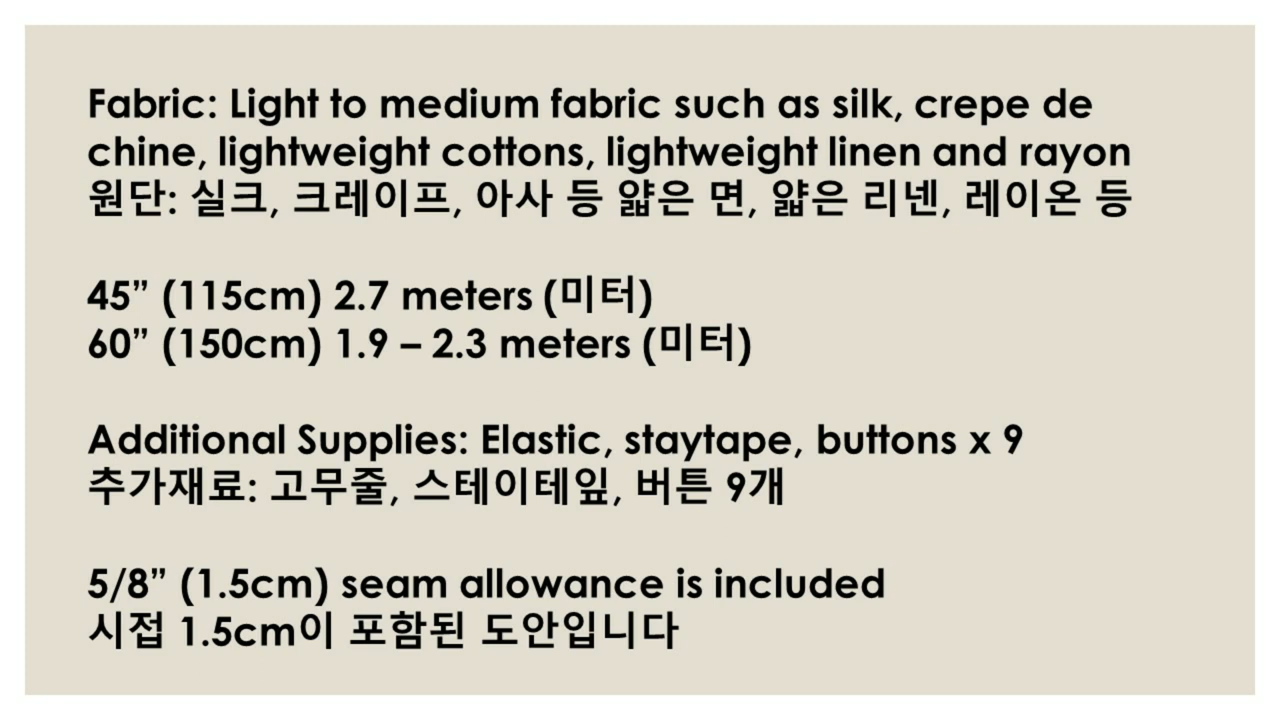 Fabric: Light to medium fabric such as silk, crepe de
chine, lightweight cottons, lightweight linen and rayon
원단: 실크, 크레이프, 아사 등 얇은 면, 얇은 리넨, 레이온 등
45” (115cm) 2.7 meters (미터)
60” (150cm) 1.9 – 2.3 meters (미터)
Additional Supplies: Elastic, staytape, buttons x 9
추가재료: 고무줄, 스테이테잎, 버튼 9개
5/8” (1.5cm) seam allowance is included
시접 1.5cm이 포함된 도안입니다